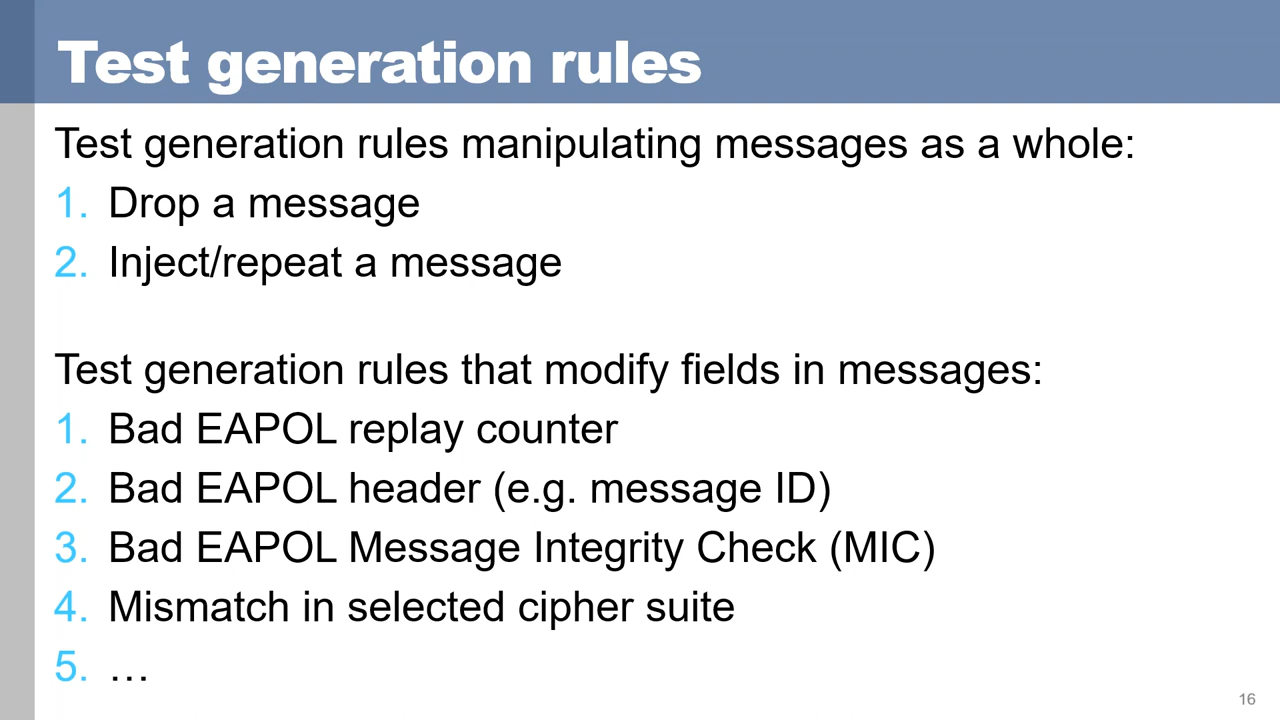 Test generation rules
Test generation rules manipulating messages as a whole:
1. Drop a message
2. Inject/repeat a message
Test generation rules that modify fields in messages:
1. Bad EAPOL replay counter
2. Bad EAPOL header (e.g. message ID)
3. Bad EAPOL Message Integrity Check (MIC)
4. Mismatch in selected cipher suite
5. …
16